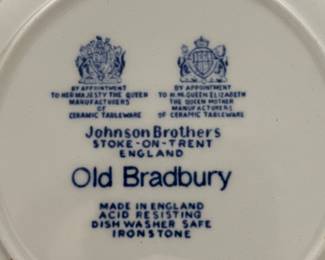 BY APPOINTMENT
TO HER MAJESTY THE QUEEN
MANUFACTURERS
OF
CERAMIC TABLEWARE
BY APPOINTMENT
TO H.M. QUEEN ELIZABETH
THE QUEEN MOTHER
MANUFACTURERS
OF CERAMIC TABLEWARE
Johnson Brothers
STOKE-ON-TRENT
ENGLAND
Old Bradbury
MADE IN ENGLAND
ACID RESISTING
DISH WASHER SAFE
IRONSTONE